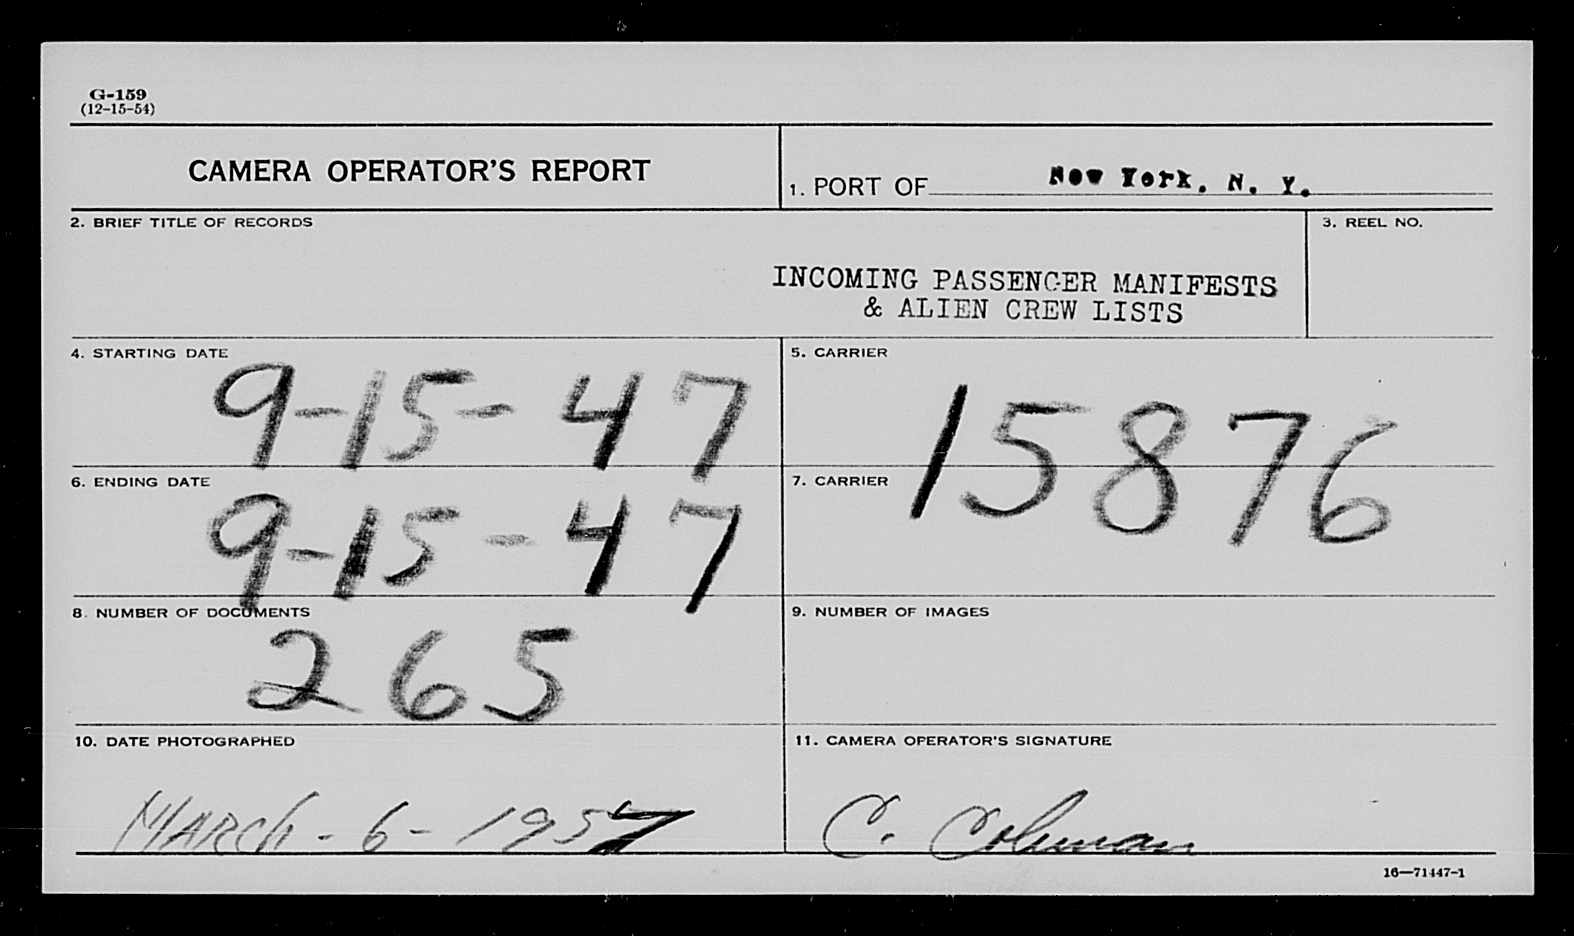 G-159
(12-15-54)
CAMERA OPERATOR'S REPORT
1. PORT OF New York, N. Y.
2. BRIEF TITLE OF RECORDS
3. REEL NO.
INCOMING PASSENGER MANIFESTS
& ALIEN CREW LISTS
4. STARTING DATE
9-15-47
5. CARRIER
15876
6. ENDING DATE
9-15-47
7. CARRIER
8. NUMBER OF DOCUMENTS
265
9. NUMBER OF IMAGES
10. DATE PHOTOGRAPHED
MARCH - 6 - 1957
11. CAMERA OPERATOR'S SIGNATURE
C. Coleman
16—71447-1